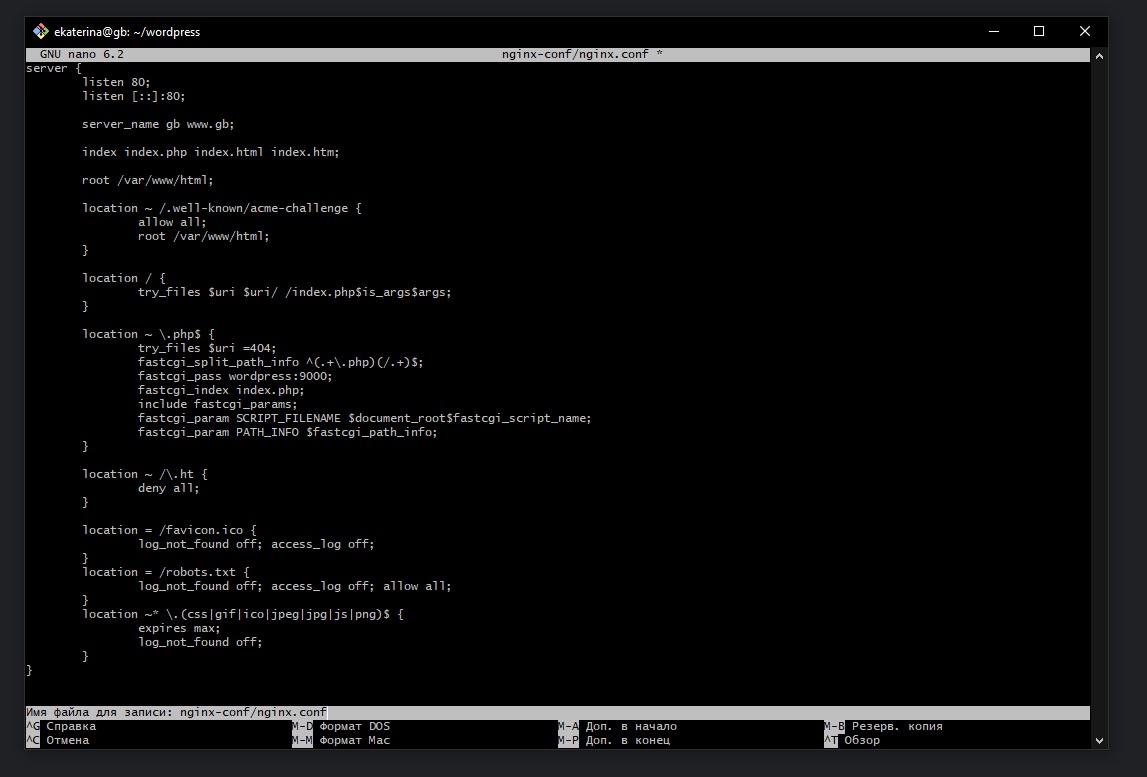 ekaterina@gb: ~/wordpress
GNU nano 6.2 nginx-conf/nginx.conf *
server {
listen 80;
listen [::]:80;
server_name gb www.gb;
index index.php index.html index.htm;
root /var/www/html;
location ~ /.well-known/acme-challenge {
allow all;
root /var/www/html;
}
location / {
try_files $uri $uri/ /index.php$is_args$args;
}
location ~ \.php$ {
try_files $uri =404;
fastcgi_split_path_info ^(.+\.php)(/.+)$;
fastcgi_pass wordpress:9000;
fastcgi_index index.php;
include fastcgi_params;
fastcgi_param SCRIPT_FILENAME $document_root$fastcgi_script_name;
fastcgi_param PATH_INFO $fastcgi_path_info;
}
location ~ /\.ht {
deny all;
}
location = /favicon.ico {
log_not_found off; access_log off;
}
location = /robots.txt {
log_not_found off; access_log off; allow all;
}
location ~* \.(css|gif|ico|jpeg|jpg|js|png)$ {
expires max;
log_not_found off;
}
}
Имя файла для записи: nginx-conf/nginx.conf
^G Справка M-D Формат DOS M-A Доп. в начало M-B Резерв. копия
^C Отмена M-M Формат Mac M-P Доп. в конец ^T Обзор